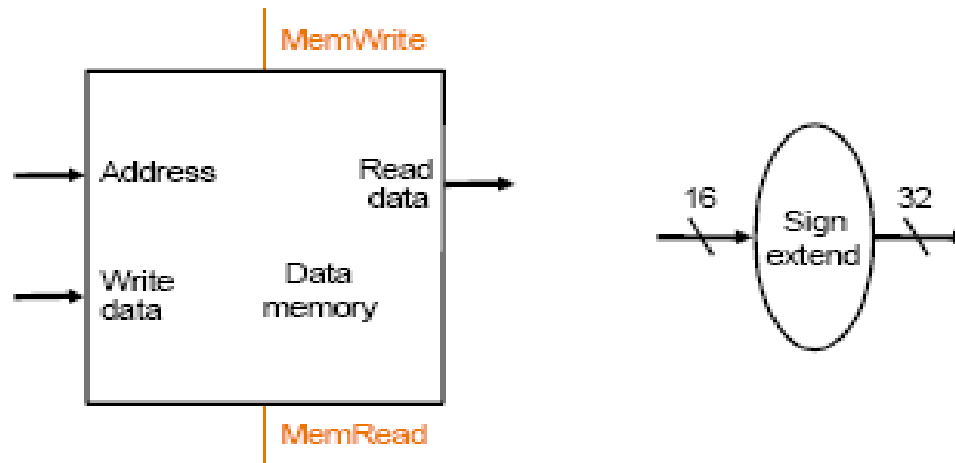 MemWrite
Address
Read
data
Write
data
Data
memory
MemRead
16
Sign
extend
32